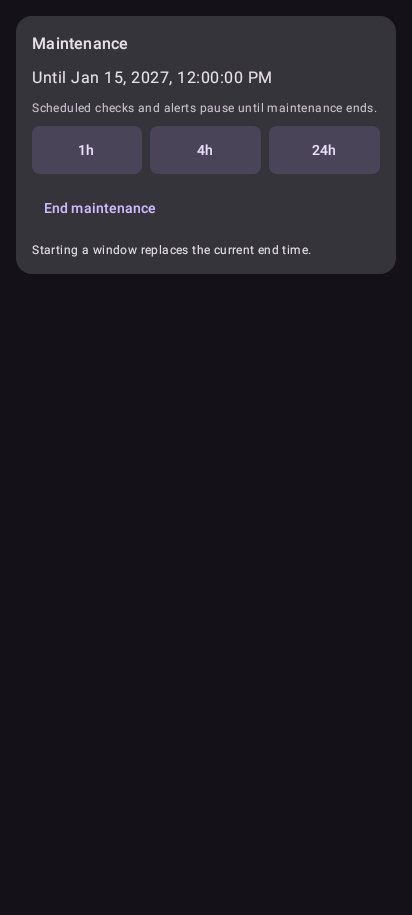 Maintenance
Until Jan 15, 2027, 12:00:00 PM
Scheduled checks and alerts pause until maintenance ends.
1h 4h 24h
End maintenance
Starting a window replaces the current end time.